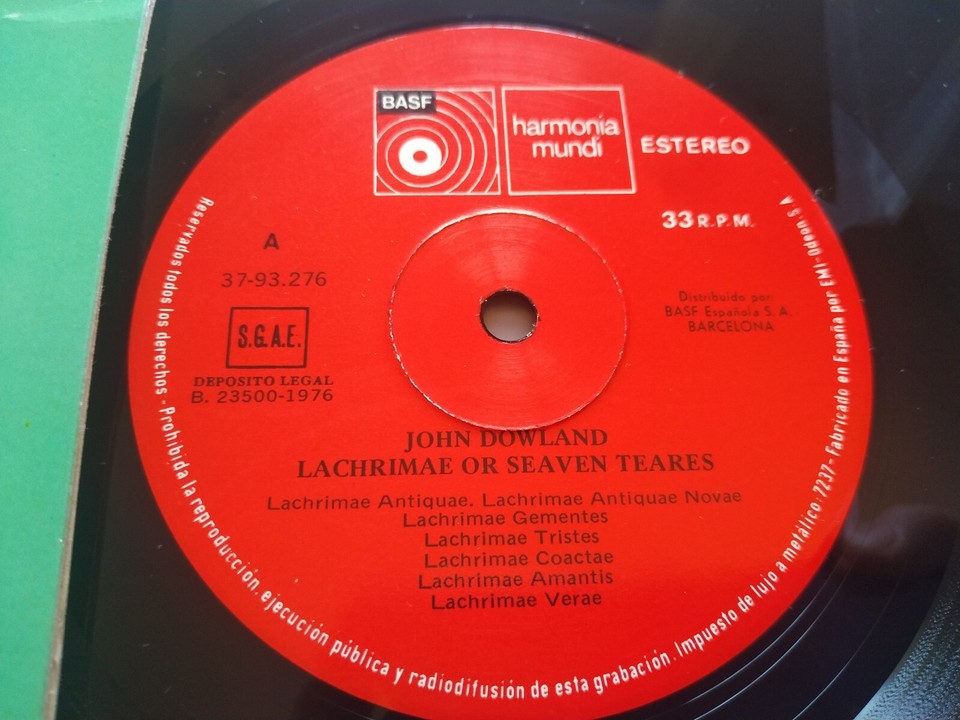 BASF
harmonia
mundi
ESTEREO
33 R.P.M.
A
37-93.276
S.G.A.E.
DEPOSITO LEGAL
B. 23500-1976
Distribuido por:
BASF Española S. A.
BARCELONA
JOHN DOWLAND
LACHRIMAE OR SEAVEN TEARES
Lachrimae Antiquae. Lachrimae Antiquae Novae
Lachrimae Gementes
Lachrimae Tristes
Lachrimae Coactae
Lachrimae Amantis
Lachrimae Verae
Reservados todos los derechos - Prohibida la reproducción, ejecución pública y radiodifusión de esta grabación. Impuesto de lujo a metálico: 7237 - Fabricado en España por EMI - Odeon, S A